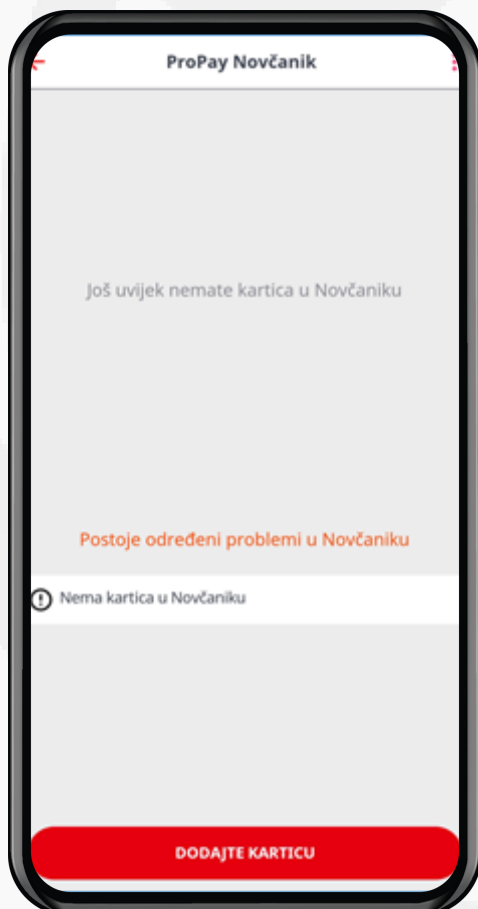 ProPay Novčanik
Još uvijek nemate kartica u Novčaniku
Postoje određeni problemi u Novčaniku
Nema kartica u Novčaniku
DODAJTE KARTICU